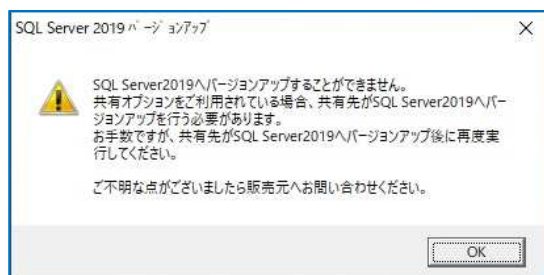 SQL Server 2019 ﾊﾞｰｼﾞｮﾝｱｯﾌﾟ
SQL Server2019へバージョンアップすることができません。
共有オプションをご利用されている場合、共有先がSQL Server2019へバー
ジョンアップを行う必要があります。
お手数ですが、共有先がSQL Server2019へバージョンアップ後に再度実
行してください。
ご不明な点がございましたら販売元へお問い合わせください。
OK